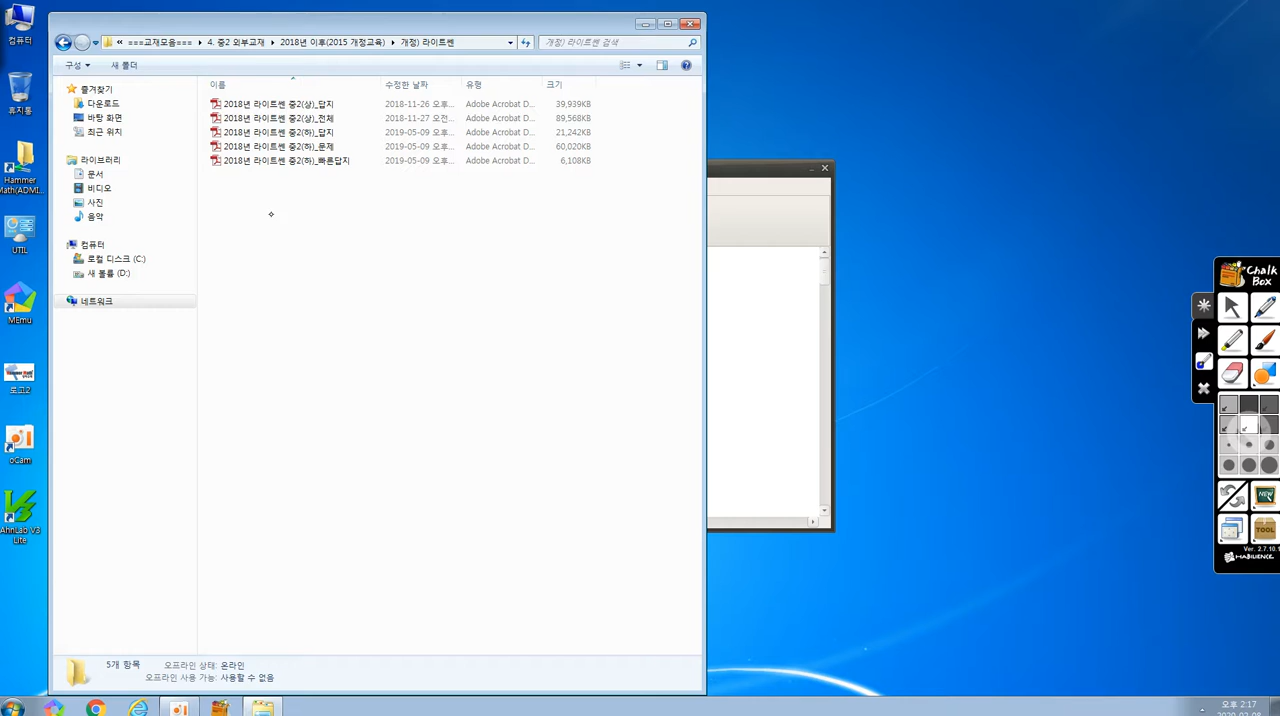 컴퓨터
휴지통
Hammer
Math(ADMI...
UTIL
MEmu
로고2
oCam
AhnLab V3
Lite
« ===교재모음=== ▸ 4. 중2 외부교재 ▸ 2018년 이후(2015 개정교육) ▸ 개정) 라이트쎈
개정) 라이트쎈 검색
구성 새 폴더
이름 수정한 날짜 유형 크기
2018년 라이트쎈 중2(상)_답지 2018-11-26 오후... Adobe Acrobat D... 39,939KB
2018년 라이트쎈 중2(상)_전체 2018-11-27 오전... Adobe Acrobat D... 89,568KB
2018년 라이트쎈 중2(하)_답지 2019-05-09 오후... Adobe Acrobat D... 21,242KB
2018년 라이트쎈 중2(하)_문제 2019-05-09 오후... Adobe Acrobat D... 60,020KB
2018년 라이트쎈 중2(하)_빠른답지 2019-05-09 오후... Adobe Acrobat D... 6,108KB
즐겨찾기
다운로드
바탕 화면
최근 위치
라이브러리
문서
비디오
사진
음악
컴퓨터
로컬 디스크 (C:)
새 볼륨 (D:)
네트워크
5개 항목 오프라인 상태: 온라인
오프라인 사용 가능: 사용할 수 없음
Chalk
Box
NEW
TOOL
Ver. 2.7.10.1
HABILIENCE
오후 2:17